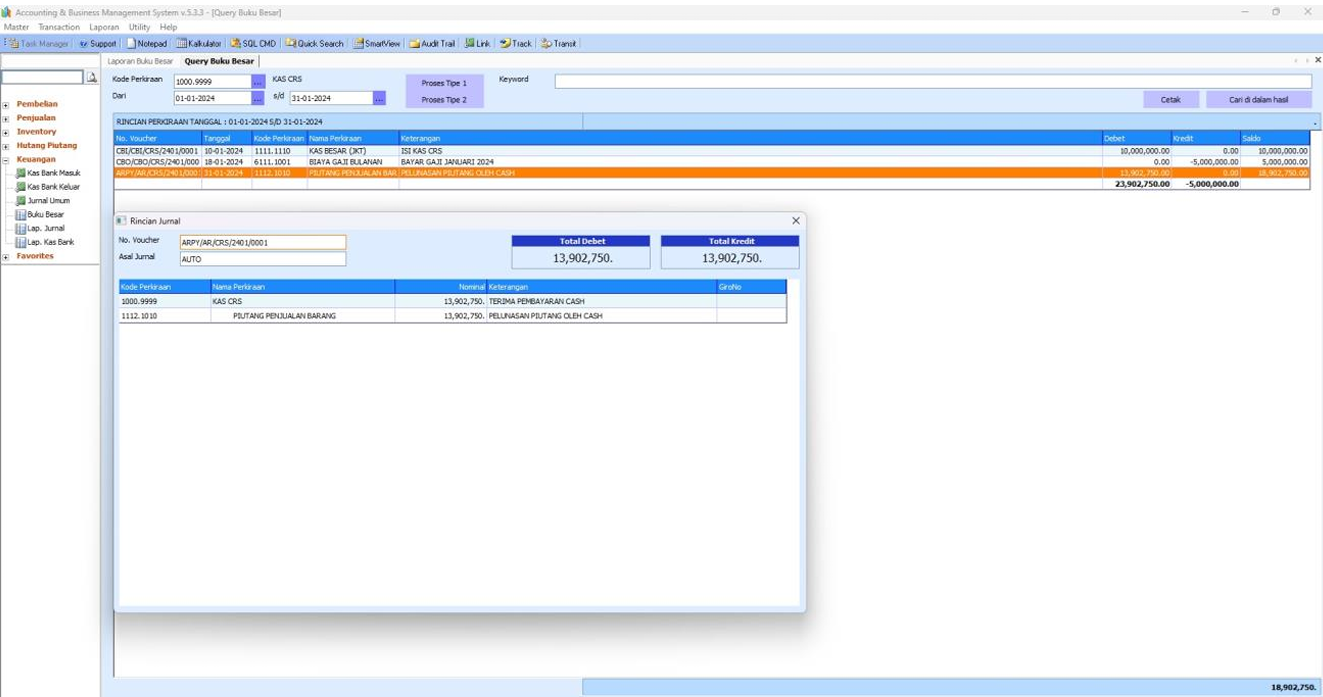 Accounting & Business Management System v.5.3.3 - [Query Buku Besar]
Master Transaction Laporan Utility Help
Task Manager Support Notepad Kalkulator SQL CMD Quick Search SmartView Audit Trail Link Track Transit
Laporan Buku Besar Query Buku Besar
Kode Perkiraan 1000.9999 ... KAS CRS Proses Tipe 1 Keyword
Dari 01-01-2024 ... s/d 31-01-2024 ... Proses Tipe 2 Cetak Cari di dalam hasil
Pembelian
Penjualan
Inventory
Hutang Piutang
Keuangan
Kas Bank Masuk
Kas Bank Keluar
Jurnal Umum
Buku Besar
Lap. Jurnal
Lap. Kas Bank
Favorites
RINCIAN PERKIRAAN TANGGAL : 01-01-2024 S/D 31-01-2024
No. Voucher Tanggal Kode Perkiraan Nama Perkiraan Keterangan Debet Kredit Saldo
CBI/CBI/CRS/2401/0001 10-01-2024 1111.1110 KAS BESAR (JKT) ISI KAS CRS 10,000,000.00 0.00 10,000,000.00
CBO/CBO/CRS/2401/000 18-01-2024 6111.1001 BIAYA GAJI BULANAN BAYAR GAJI JANUARI 2024 0.00 -5,000,000.00 5,000,000.00
ARPY/AR/CRS/2401/000 31-01-2024 1112.1010 PIUTANG PENJUALAN BAR PELUNASAN PIUTANG OLEH CASH 13,902,750.00 0.00 18,902,750.00
23,902,750.00 -5,000,000.00
Rincian Jurnal
No. Voucher ARPY/AR/CRS/2401/0001 Total Debet Total Kredit
Asal Jurnal AUTO 13,902,750. 13,902,750.
Kode Perkiraan Nama Perkiraan Nominal Keterangan GiroNo
1000.9999 KAS CRS 13,902,750. TERIMA PEMBAYARAN CASH
1112.1010 PIUTANG PENJUALAN BARANG 13,902,750. PELUNASAN PIUTANG OLEH CASH
18,902,750.